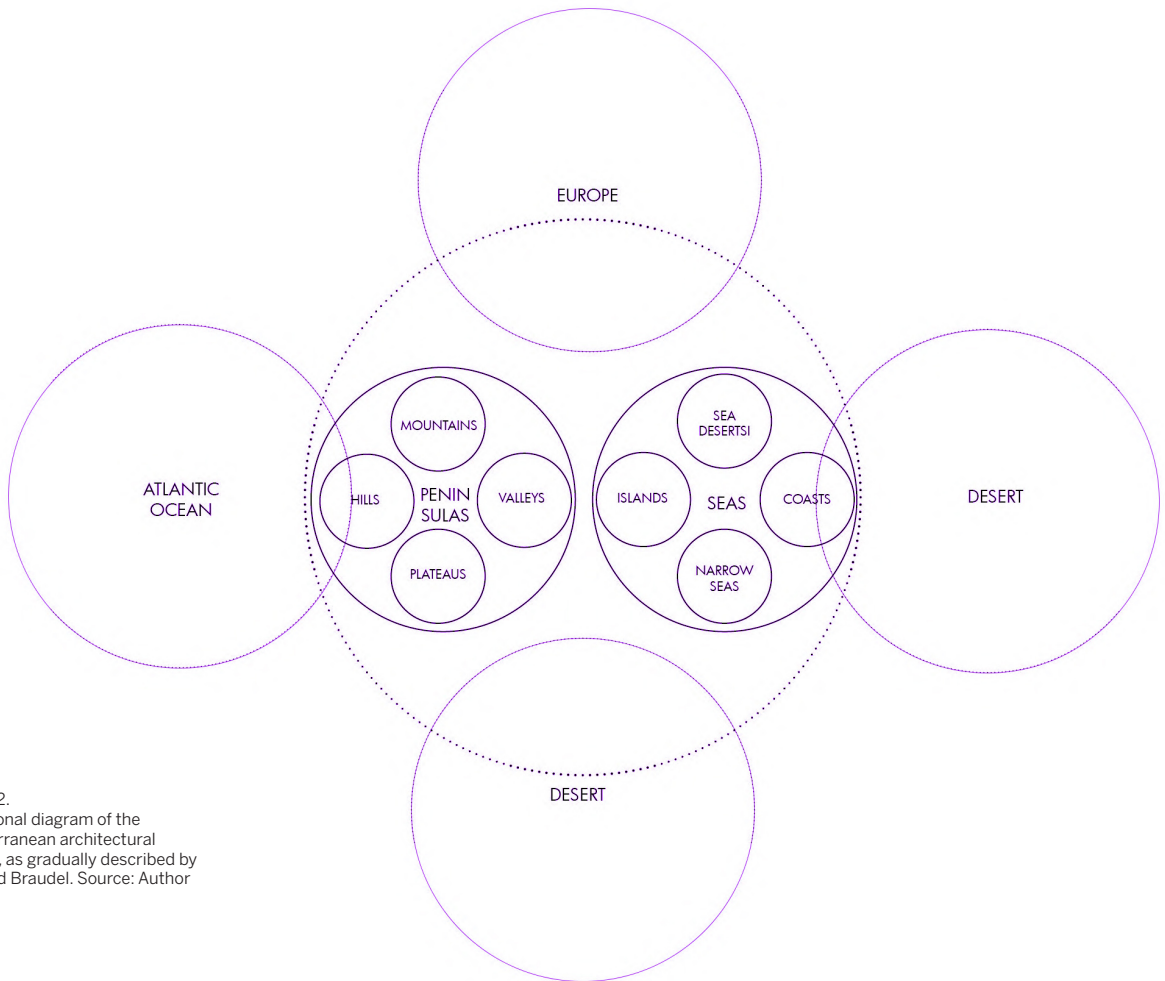 EUROPE
MOUNTAINS
HILLS
PENIN
SULAS
VALLEYS
PLATEAUS
SEA
DESERTSI
ISLANDS
SEAS
COASTS
NARROW
SEAS
ATLANTIC
OCEAN
DESERT
DESERT
2.
onal diagram of the
rranean architectural
, as gradually described by
d Braudel. Source: Author